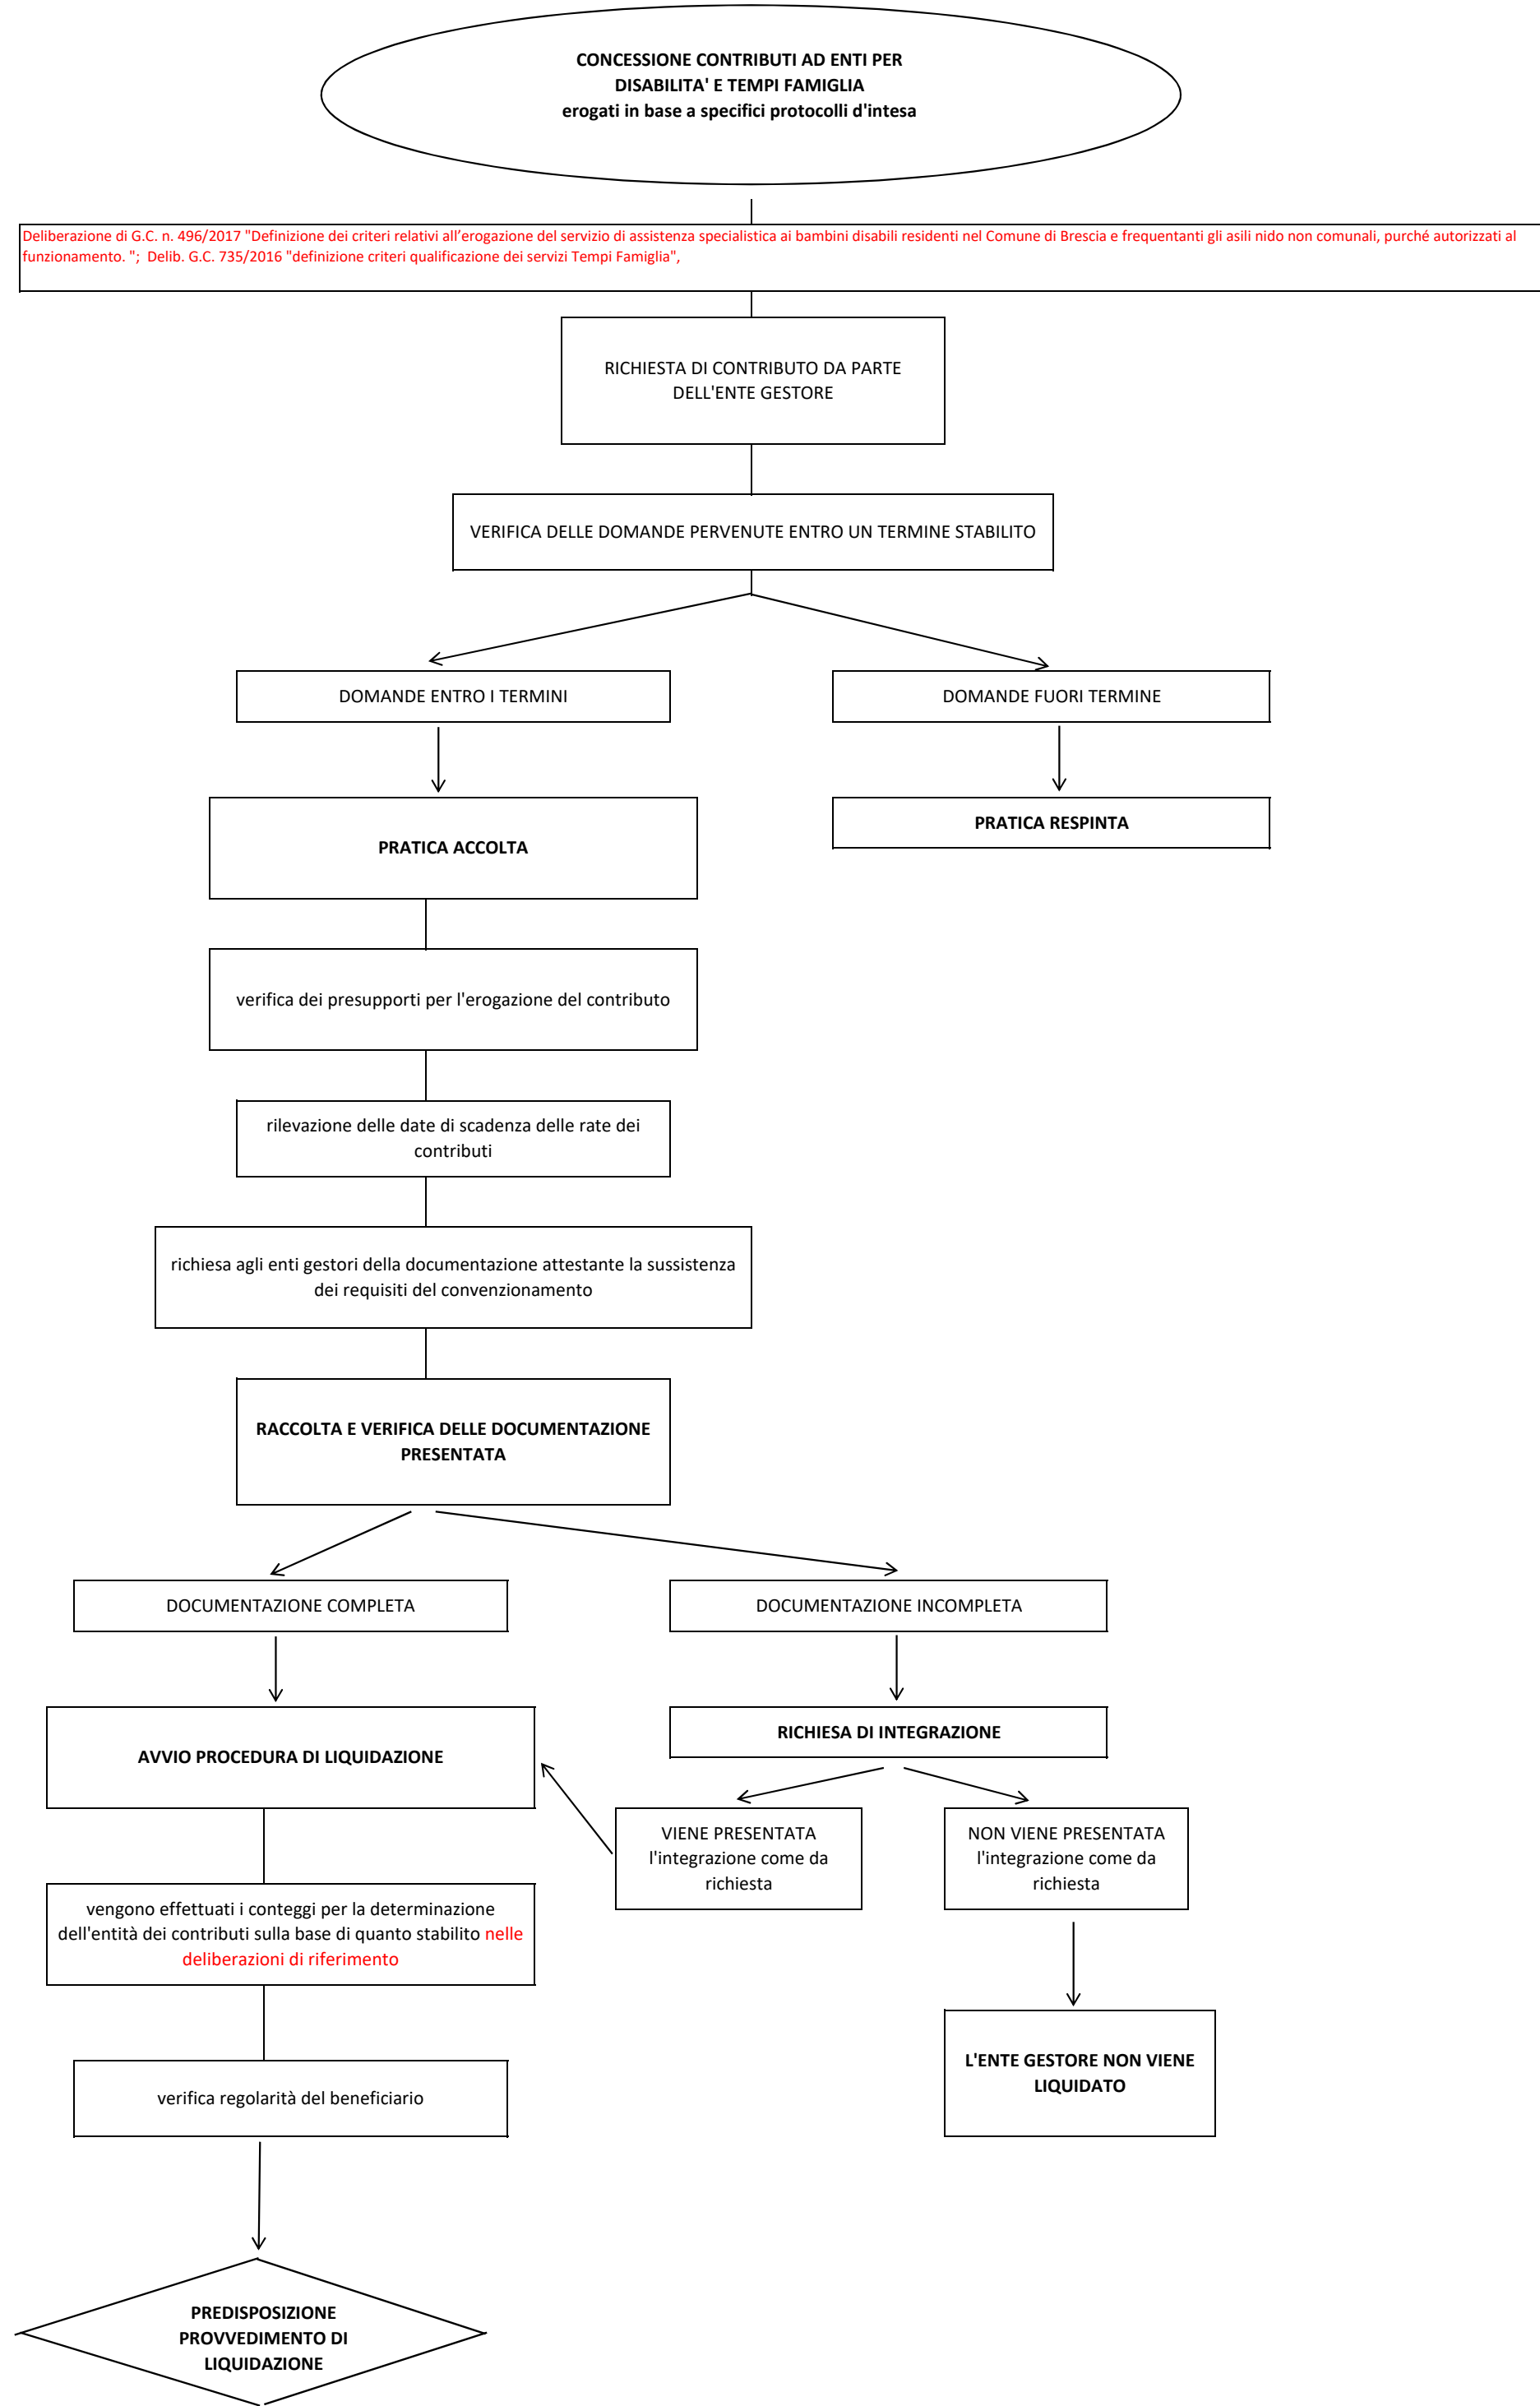 CONCESSIONE CONTRIBUTI AD ENTI PER
DISABILITA' E TEMPI FAMIGLIA
erogati in base a specifici protocolli d'intesa
Deliberazione di G.C. n. 496/2017 "Definizione dei criteri relativi all’erogazione del servizio di assistenza specialistica ai bambini disabili residenti nel Comune di Brescia e frequentanti gli asili nido non comunali, purché autorizzati al
funzionamento. ";  Delib. G.C. 735/2016 "definizione criteri qualificazione dei servizi Tempi Famiglia",
RICHIESTA DI CONTRIBUTO DA PARTE
DELL'ENTE GESTORE
VERIFICA DELLE DOMANDE PERVENUTE ENTRO UN TERMINE STABILITO
DOMANDE ENTRO I TERMINI
DOMANDE FUORI TERMINE
PRATICA ACCOLTA
PRATICA RESPINTA
verifica dei presupporti per l'erogazione del contributo
rilevazione delle date di scadenza delle rate dei
contributi
richiesa agli enti gestori della documentazione attestante la sussistenza
dei requisiti del convenzionamento
RACCOLTA E VERIFICA DELLE DOCUMENTAZIONE
PRESENTATA
DOCUMENTAZIONE COMPLETA
DOCUMENTAZIONE INCOMPLETA
AVVIO PROCEDURA DI LIQUIDAZIONE
RICHIESA DI INTEGRAZIONE
VIENE PRESENTATA
l'integrazione come da
richiesta
NON VIENE PRESENTATA
l'integrazione come da
richiesta
vengono effettuati i conteggi per la determinazione
dell'entità dei contributi sulla base di quanto stabilito nelle
deliberazioni di riferimento
L'ENTE GESTORE NON VIENE
LIQUIDATO
verifica regolarità del beneficiario
PREDISPOSIZIONE
PROVVEDIMENTO DI
LIQUIDAZIONE